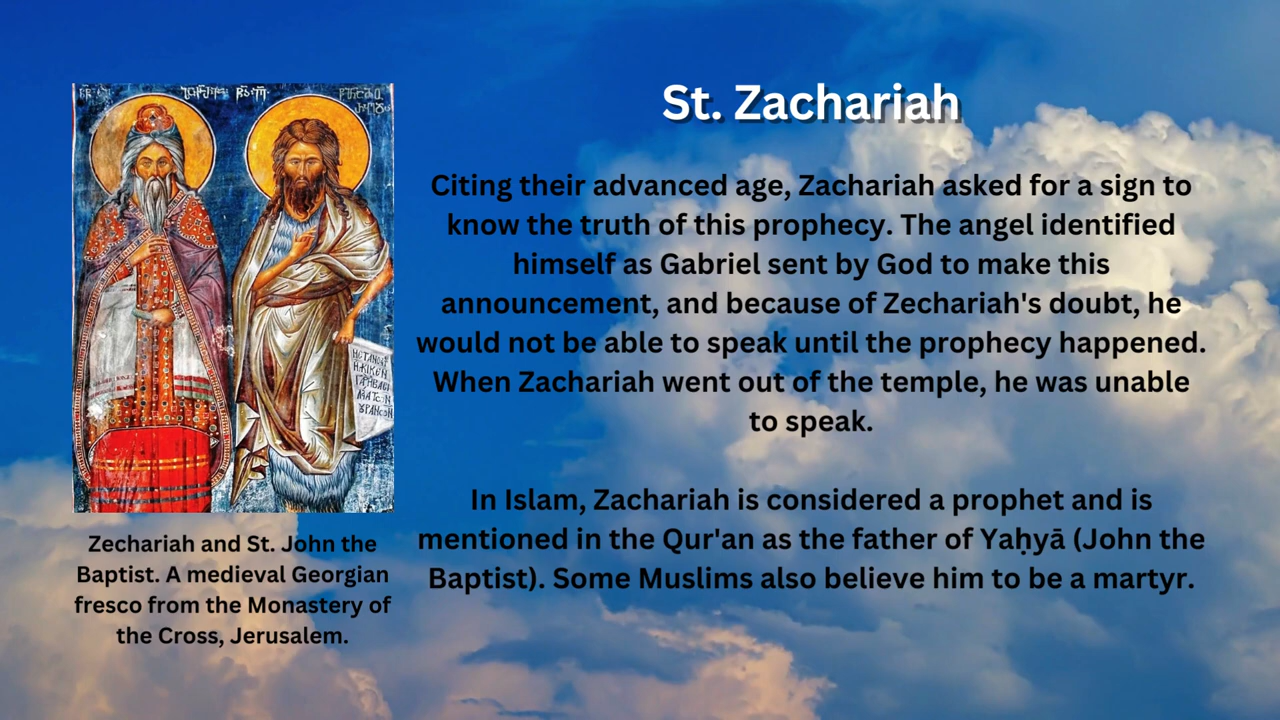 St. Zachariah
Citing their advanced age, Zachariah asked for a sign to
know the truth of this prophecy. The angel identified
himself as Gabriel sent by God to make this
announcement, and because of Zechariah's doubt, he
would not be able to speak until the prophecy happened.
When Zachariah went out of the temple, he was unable
to speak.
In Islam, Zachariah is considered a prophet and is
mentioned in the Qur'an as the father of Yaḥyā (John the
Baptist). Some Muslims also believe him to be a martyr.
Zechariah and St. John the
Baptist. A medieval Georgian
fresco from the Monastery of
the Cross, Jerusalem.